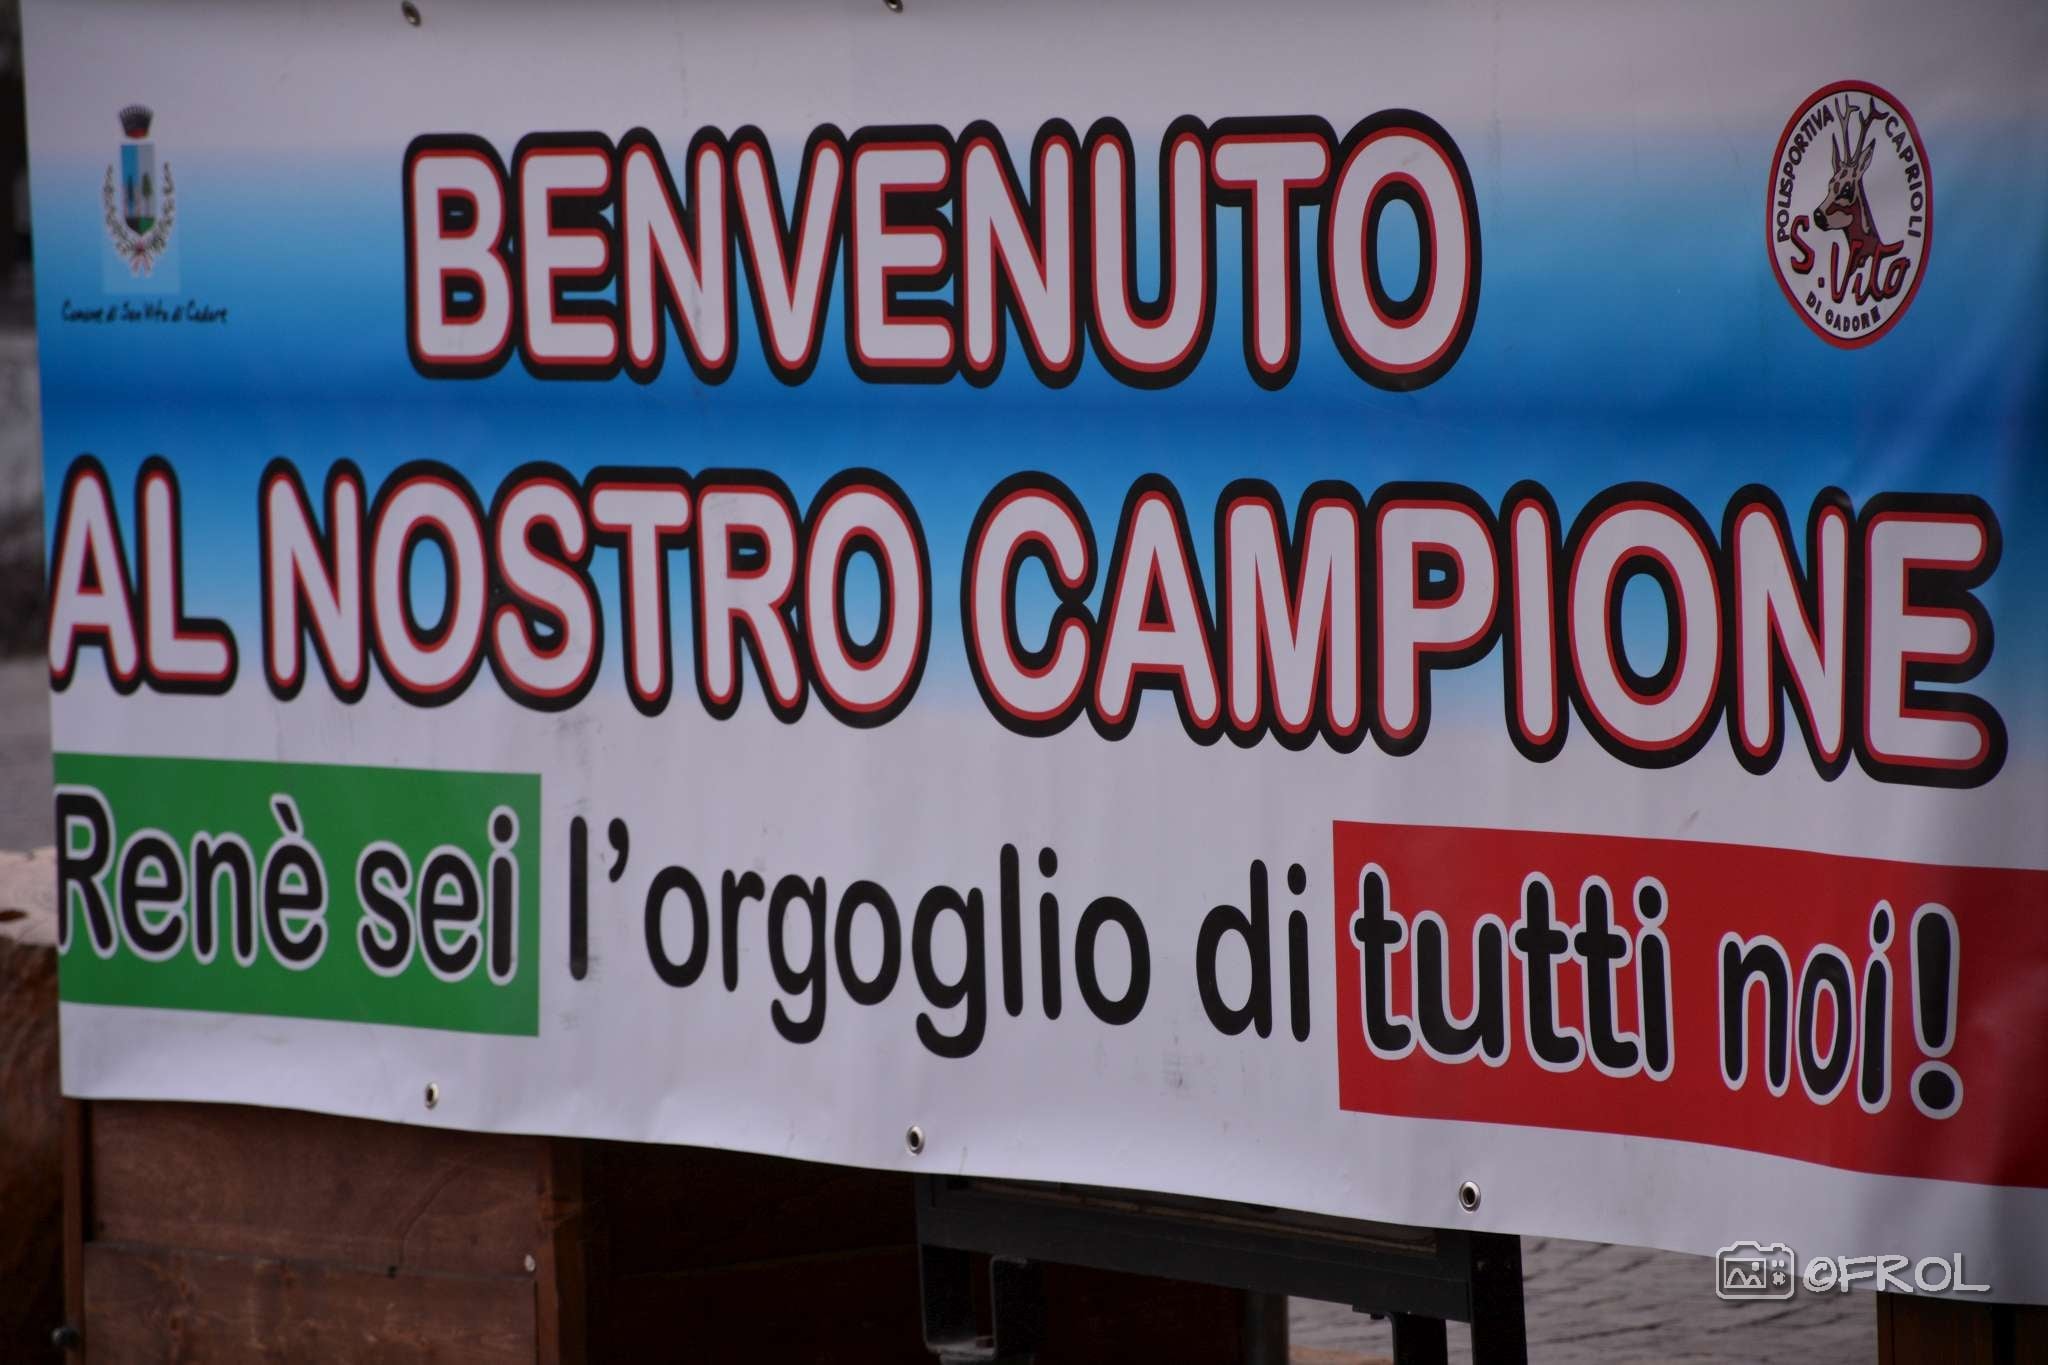 BENVENUTO
AL NOSTRO CAMPIONE
Renè sei l'orgoglio di tutti noi!
Comune di San Vito di Cadore
POLISPORTIVA CAPRIOLI
S.Vito
DI CADORE
©FROL